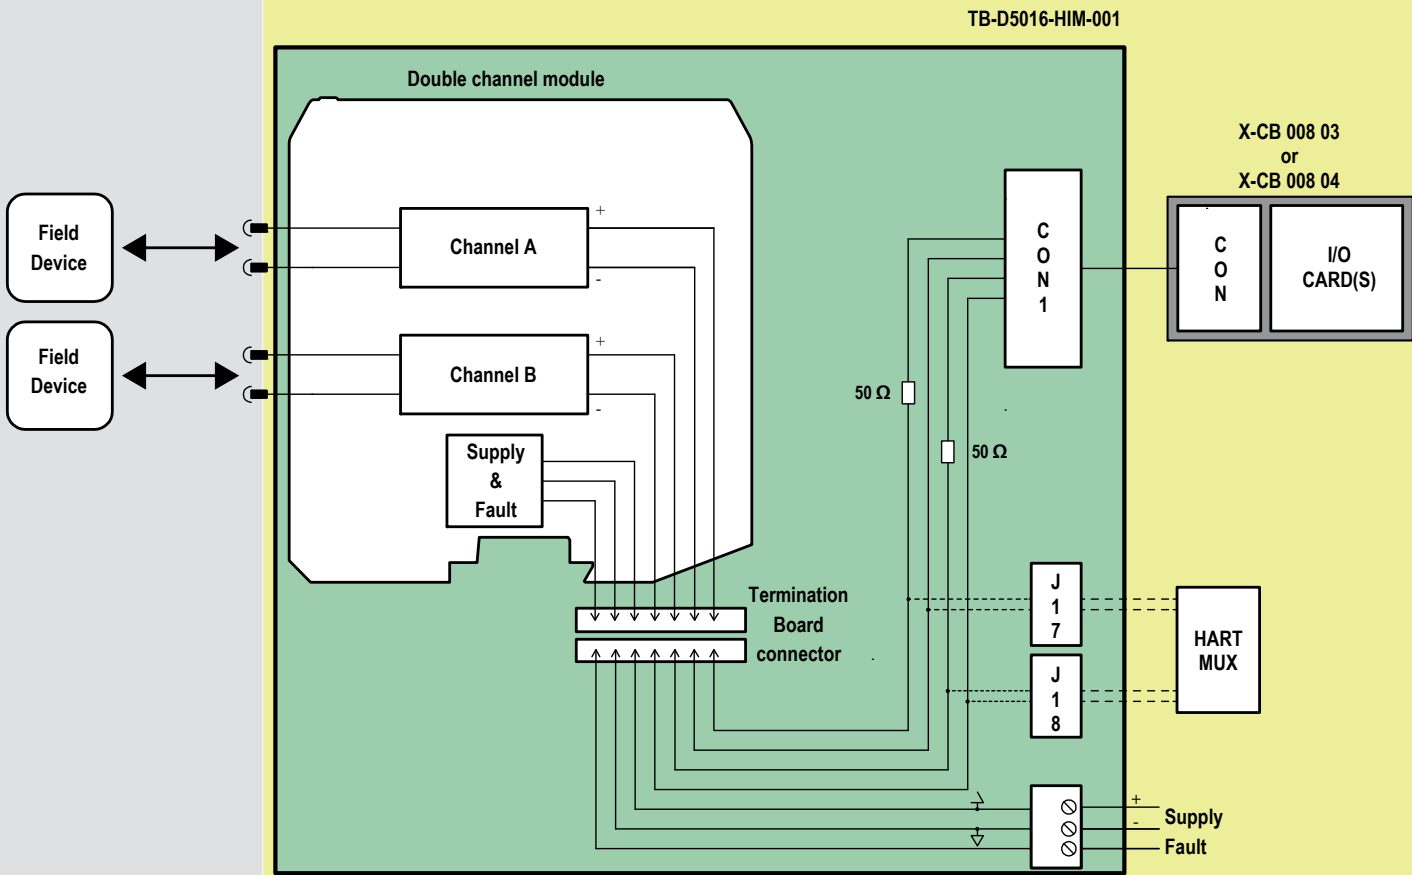 TB-D5016-HIM-001
Double channel module
X-CB 008 03
or
X-CB 008 04
Field
Device
Channel A
+
-
C
O
N
1
C
O
N
I/O
CARD(S)
Field
Device
Channel B
+
-
50 Ω
50 Ω
Supply
&
Fault
Termination
Board
connector
J
1
7
J
1
8
HART
MUX
+
-
Supply
Fault